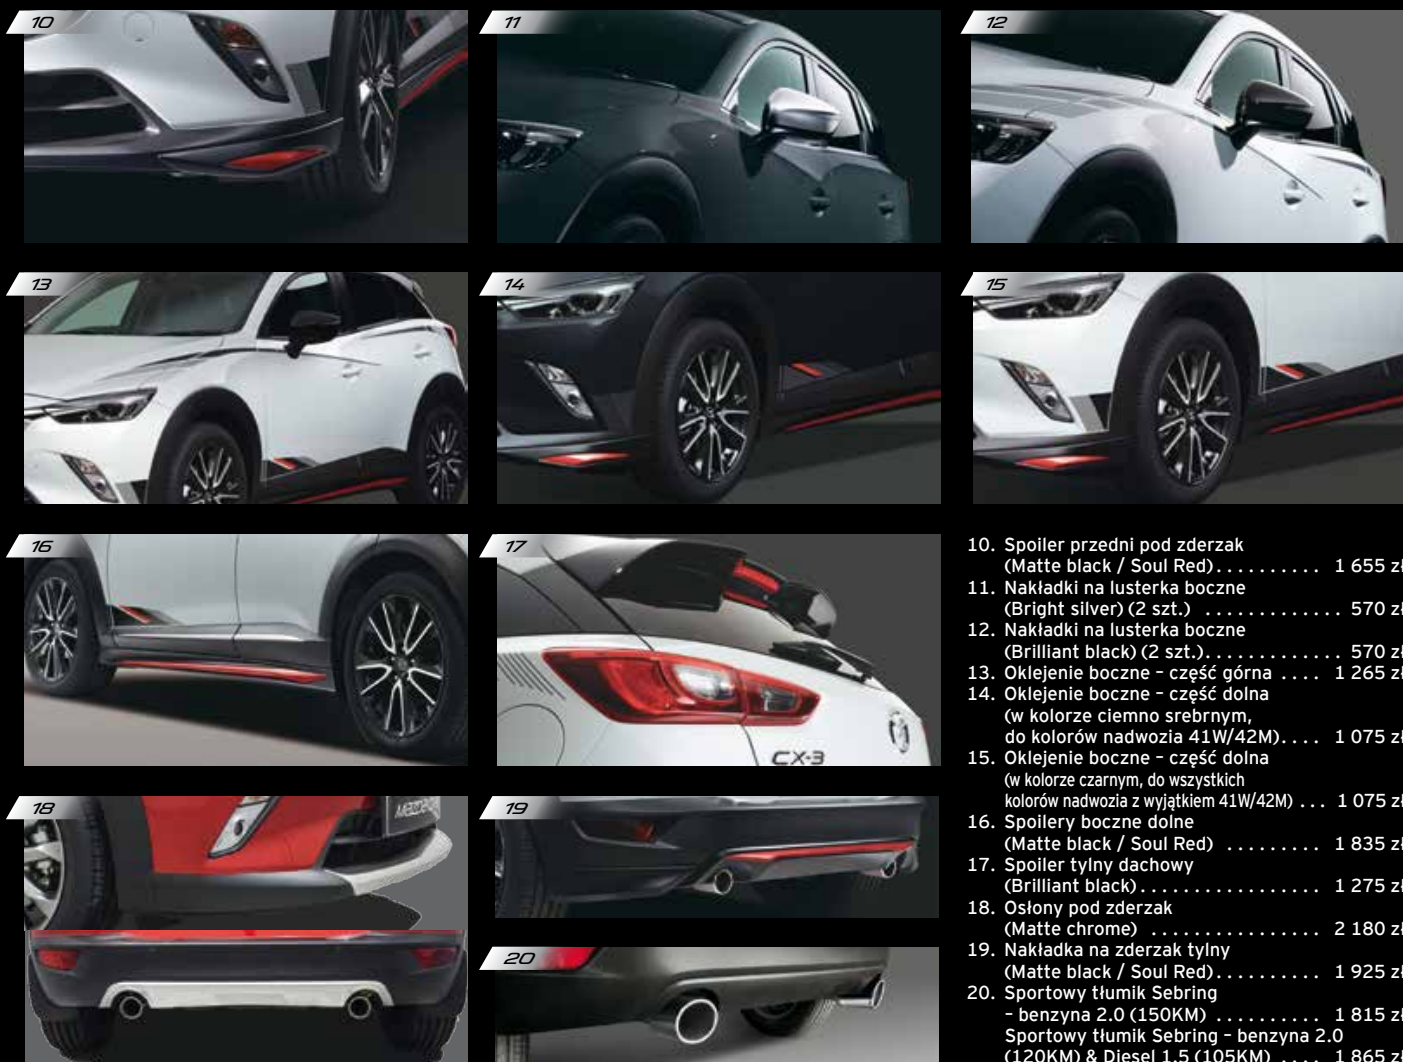 10
11
12
13
14
15
16
17
CX-3
18
mazda
19
20
10. Spoiler przedni pod zderzak
(Matte black / Soul Red).......... 1 655 zł
11. Nakładki na lusterka boczne
(Bright silver) (2 szt.) ............. 570 zł
12. Nakładki na lusterka boczne
(Brilliant black) (2 szt.)............. 570 zł
13. Oklejenie boczne – część górna .... 1 265 zł
14. Oklejenie boczne – część dolna
(w kolorze ciemno srebrnym,
do kolorów nadwozia 41W/42M).... 1 075 zł
15. Oklejenie boczne – część dolna
(w kolorze czarnym, do wszystkich
kolorów nadwozia z wyjątkiem 41W/42M) ... 1 075 zł
16. Spoilery boczne dolne
(Matte black / Soul Red) ......... 1 835 zł
17. Spoiler tylny dachowy
(Brilliant black)................. 1 275 zł
18. Osłony pod zderzak
(Matte chrome) ................ 2 180 zł
19. Nakładka na zderzak tylny
(Matte black / Soul Red).......... 1 925 zł
20. Sportowy tłumik Sebring
– benzyna 2.0 (150KM) .......... 1 815 zł
Sportowy tłumik Sebring – benzyna 2.0
(120KM) & Diesel 1.5 (105KM) .... 1 865 zł